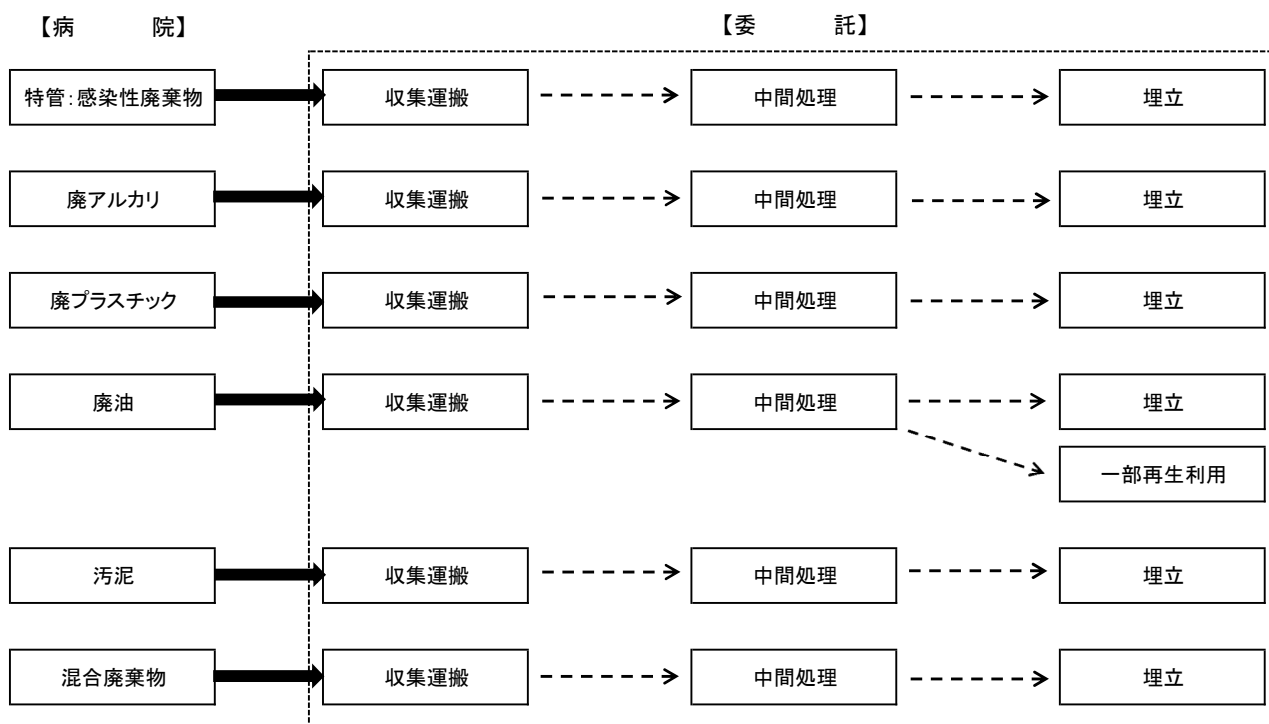 【病　　　院】　【委　　　託】
特管：感染性廃棄物　収集運搬　中間処理　埋立
廃アルカリ　収集運搬　中間処理　埋立
廃プラスチック　収集運搬　中間処理　埋立
廃油　収集運搬　中間処理　埋立
一部再生利用
汚泥　収集運搬　中間処理　埋立
混合廃棄物　収集運搬　中間処理　埋立